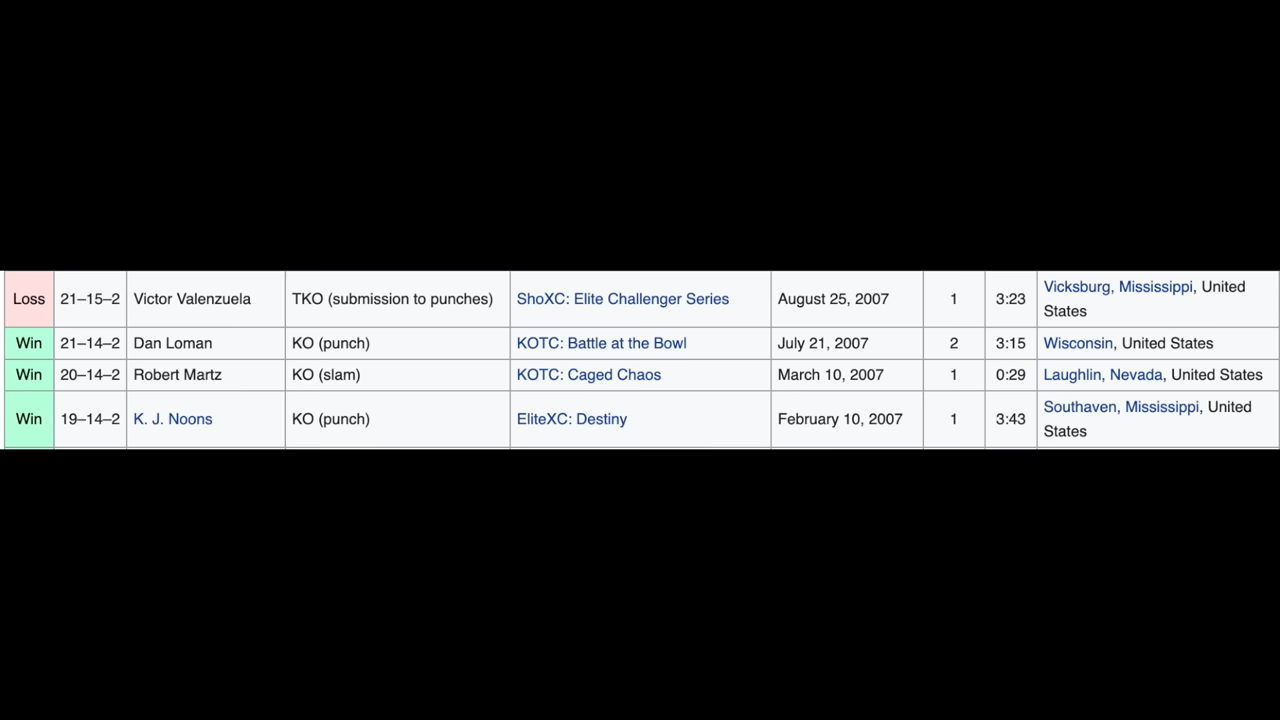 Loss 21–15–2 Victor Valenzuela TKO (submission to punches) ShoXC: Elite Challenger Series August 25, 2007 1 3:23 Vicksburg, Mississippi, United
States
Win 21–14–2 Dan Loman KO (punch) KOTC: Battle at the Bowl July 21, 2007 2 3:15 Wisconsin, United States
Win 20–14–2 Robert Martz KO (slam) KOTC: Caged Chaos March 10, 2007 1 0:29 Laughlin, Nevada, United States
Win 19–14–2 K. J. Noons KO (punch) EliteXC: Destiny February 10, 2007 1 3:43 Southaven, Mississippi, United
States